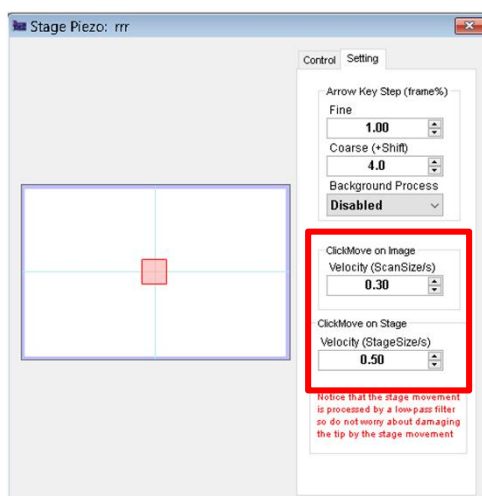 Stage Piezo: rrr
Control Setting
Arrow Key Step (frame%)
Fine
1.00
Coarse (+Shift)
4.0
Background Process
Disabled
ClickMove on Image
Velocity (ScanSize/s)
0.30
ClickMove on Stage
Velocity (StageSize/s)
0.50
Notice that the stage movement
is processed by a low-pass filter
so do not worry about damaging
the tip by the stage movement